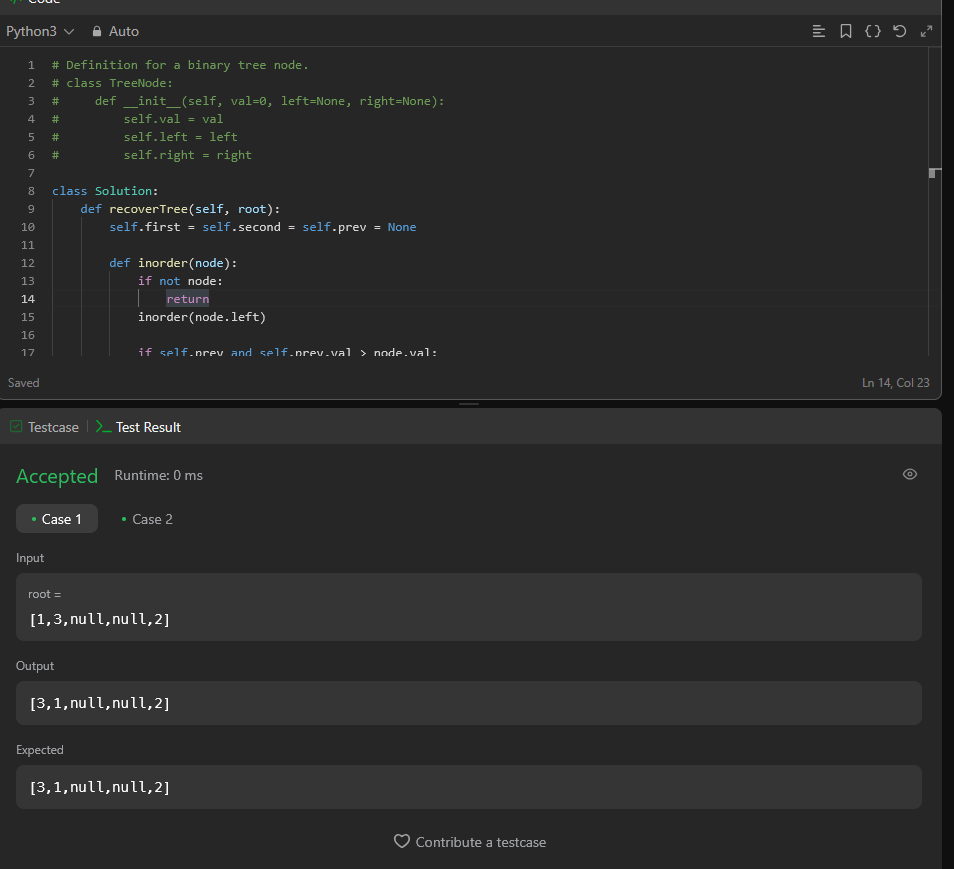 Code
Python3 Auto
1 # Definition for a binary tree node.
2 # class TreeNode:
3 #     def __init__(self, val=0, left=None, right=None):
4 #         self.val = val
5 #         self.left = left
6 #         self.right = right
7
8 class Solution:
9     def recoverTree(self, root):
10         self.first = self.second = self.prev = None
11
12         def inorder(node):
13             if not node:
14                 return
15             inorder(node.left)
16
17             if self.prev and self.prev.val > node.val:
Saved Ln 14, Col 23
Testcase Test Result
Accepted Runtime: 0 ms
• Case 1 • Case 2
Input
root =
[1,3,null,null,2]
Output
[3,1,null,null,2]
Expected
[3,1,null,null,2]
Contribute a testcase